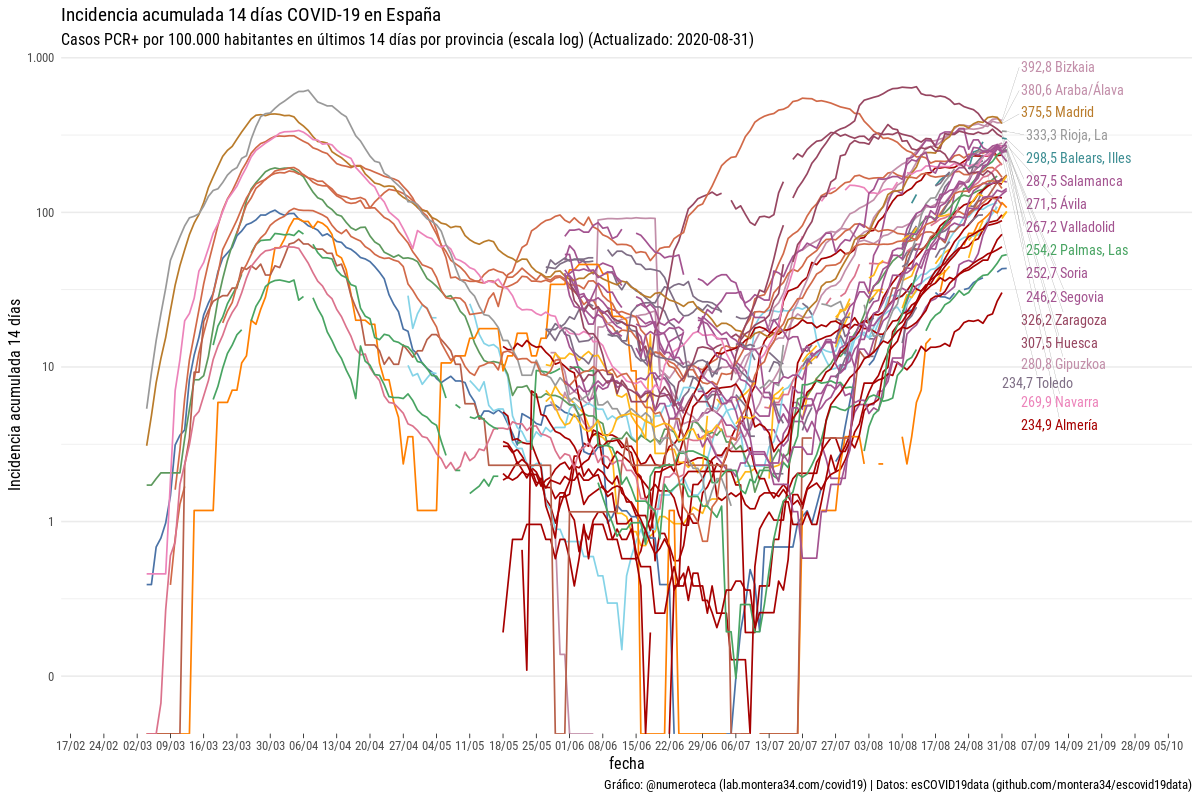 Incidencia acumulada 14 días COVID-19 en España
Casos PCR+ por 100.000 habitantes en últimos 14 días por provincia (escala log) (Actualizado: 2020-08-31)
1.000
100
10
1
0
Incidencia acumulada 14 días
392,8 Bizkaia
380,6 Araba/Álava
375,5 Madrid
333,3 Rioja, La
298,5 Balears, Illes
287,5 Salamanca
271,5 Ávila
267,2 Valladolid
254,2 Palmas, Las
252,7 Soria
246,2 Segovia
326,2 Zaragoza
307,5 Huesca
280,8 Gipuzkoa
234,7 Toledo
269,9 Navarra
234,9 Almería
17/02 24/02 02/03 09/03 16/03 23/03 30/03 06/04 13/04 20/04 27/04 04/05 11/05 18/05 25/05 01/06 08/06 15/06 22/06 29/06 06/07 13/07 20/07 27/07 03/08 10/08 17/08 24/08 31/08 07/09 14/09 21/09 28/09 05/10
fecha
Gráfico: @numeroteca (lab.montera34.com/covid19) | Datos: esCOVID19data (github.com/montera34/escovid19data)